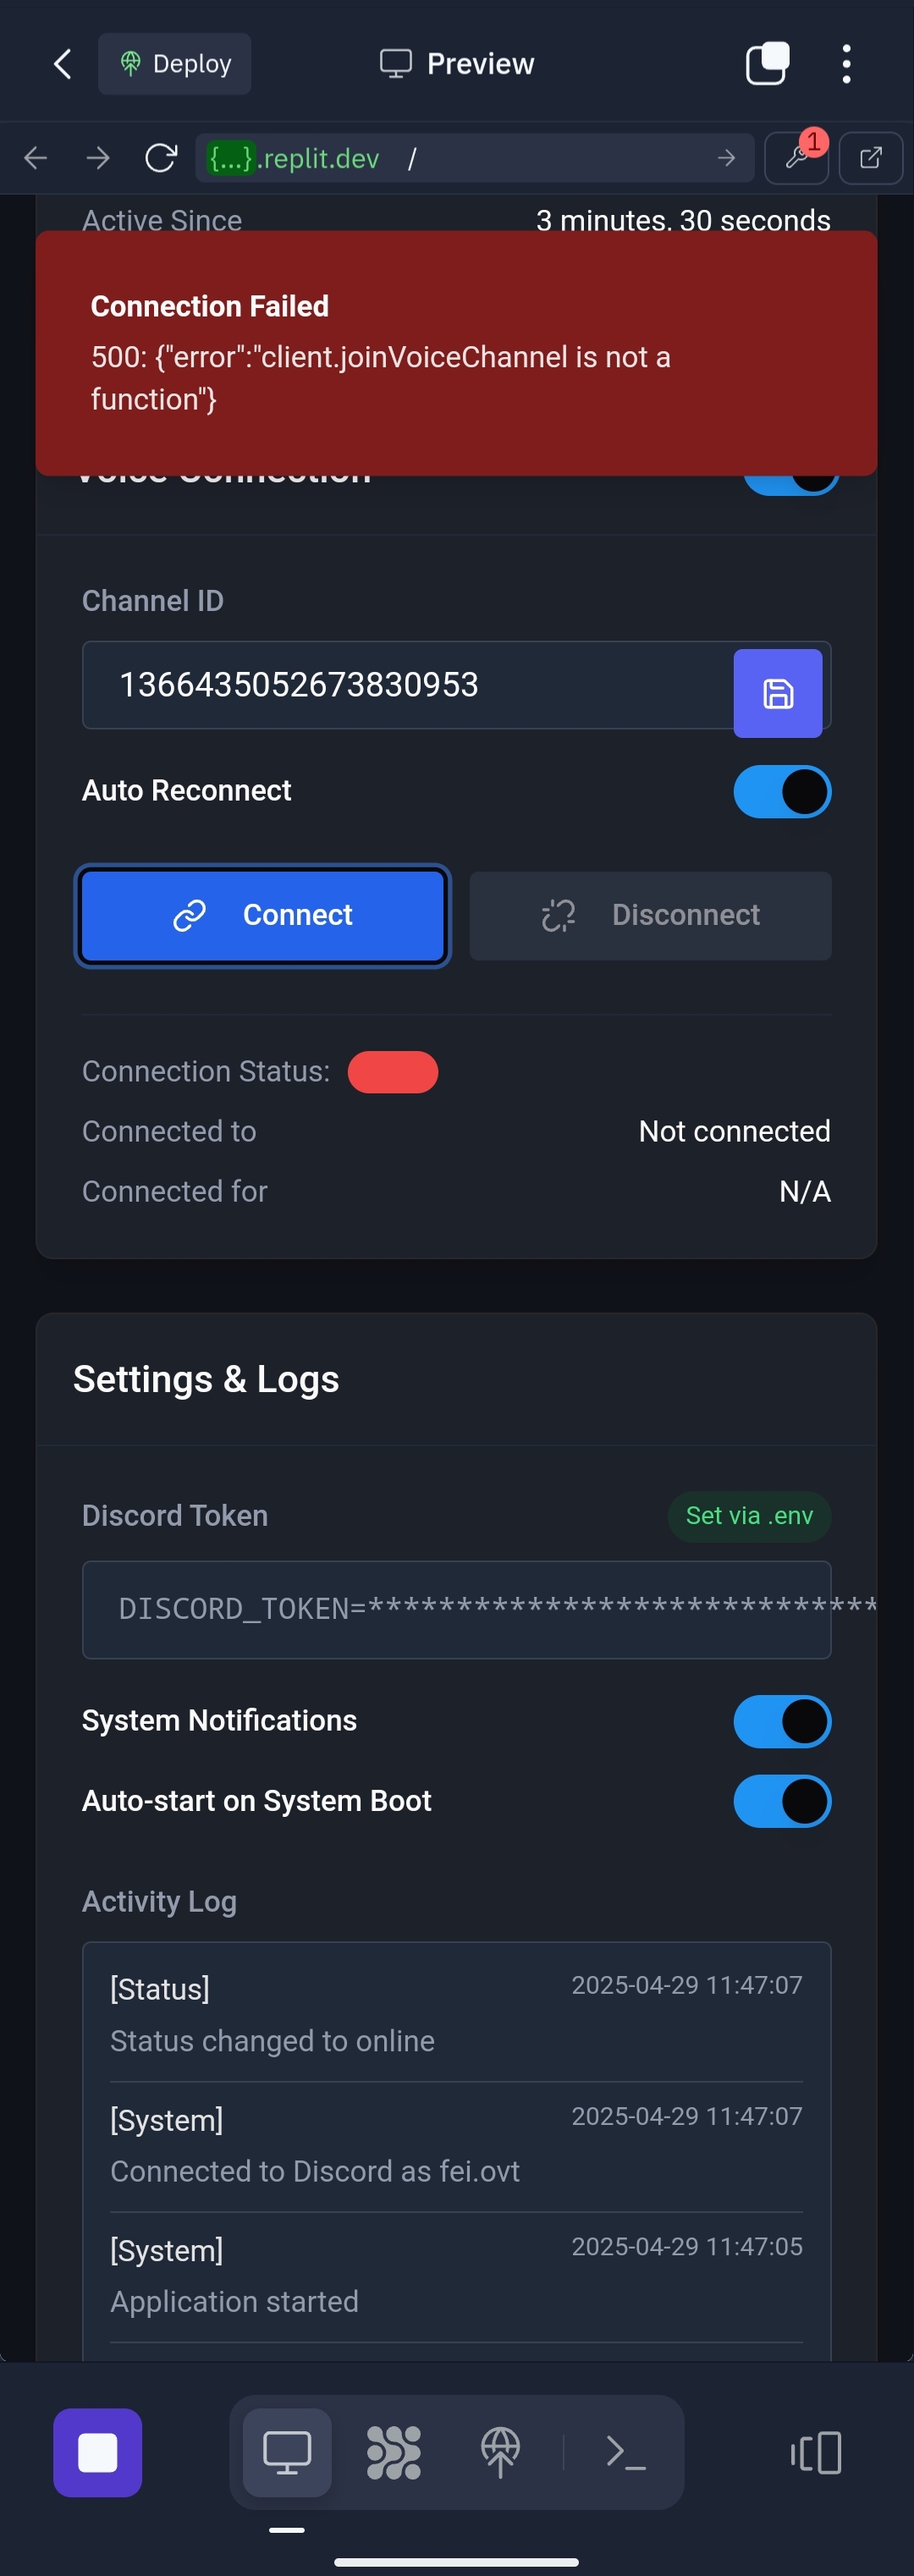 Deploy
Preview
{...}.replit.dev /
1
Active Since 3 minutes, 30 seconds
Connection Failed
500: {"error":"client.joinVoiceChannel is not a
function"}
Voice Connection
Channel ID
1366435052673830953
Auto Reconnect
Connect
Disconnect
Connection Status:
Connected to Not connected
Connected for N/A
Settings & Logs
Discord Token Set via .env
DISCORD_TOKEN=*****************************
System Notifications
Auto-start on System Boot
Activity Log
[Status] 2025-04-29 11:47:07
Status changed to online
[System] 2025-04-29 11:47:07
Connected to Discord as fei.ovt
[System] 2025-04-29 11:47:05
Application started